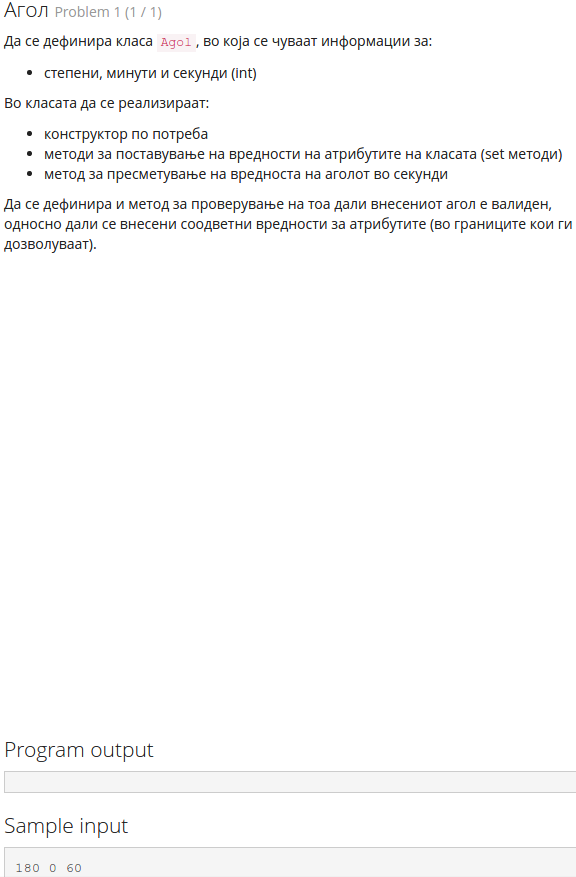 Агол Problem 1 (1 / 1)
Да се дефинира класа Agol, во која се чуваат информации за:
• степени, минути и секунди (int)
Во класата да се реализираат:
• конструктор по потреба
• методи за поставување на вредности на атрибутите на класата (set методи)
• метод за пресметување на вредноста на аголот во секунди
Да се дефинира и метод за проверување на тоа дали внесениот агол е валиден,
односно дали се внесени соодветни вредности за атрибутите (во границите кои ги
дозволуваат).
Program output
Sample input
180 0 60